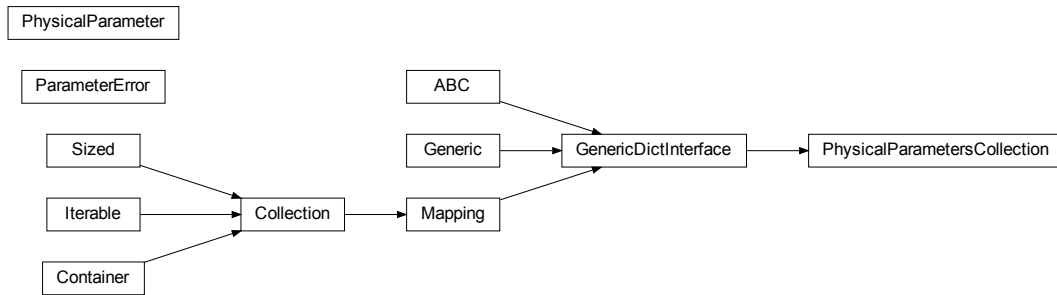 PhysicalParameter
ParameterError
ABC
Sized
Generic
GenericDictInterface
PhysicalParametersCollection
Iterable
Collection
Mapping
Container